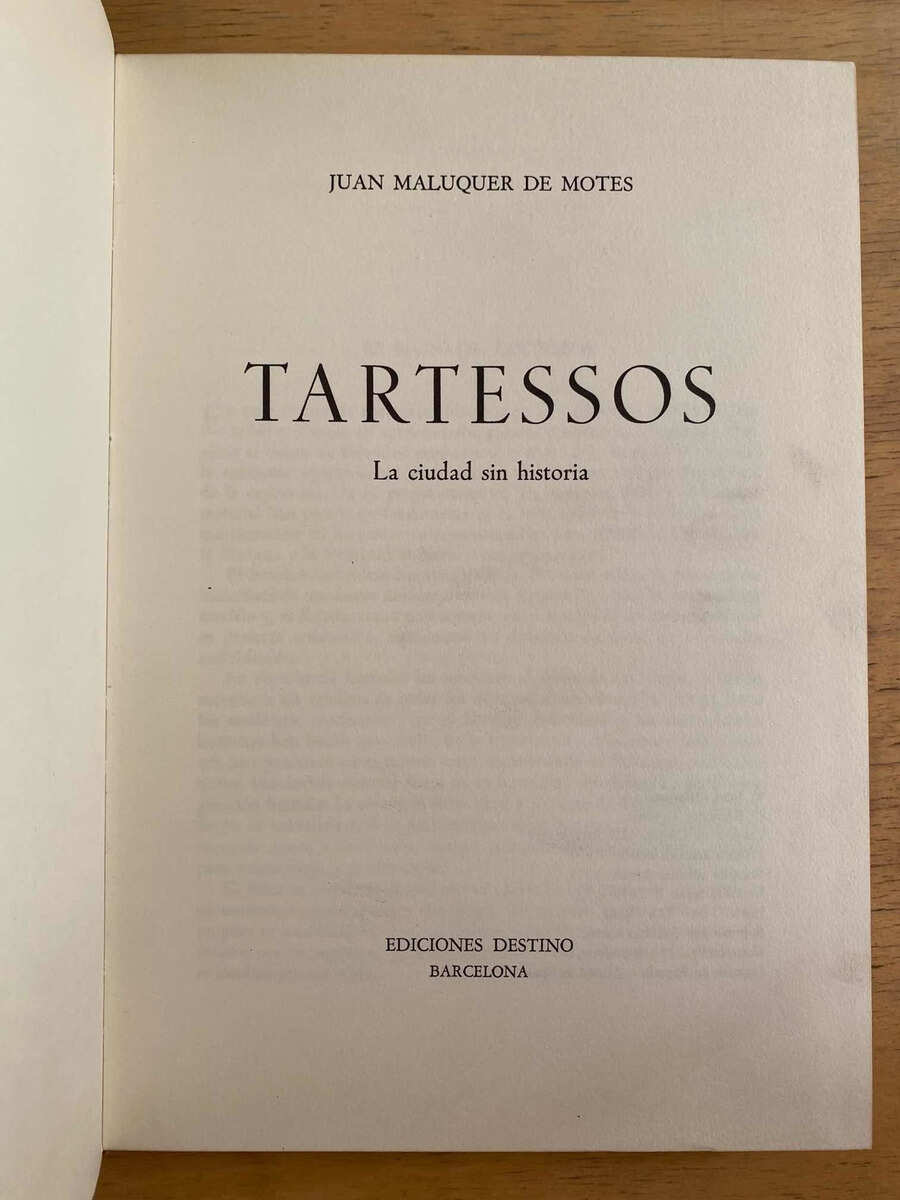 JUAN MALUQUER DE MOTES
TARTESSOS
La ciudad sin historia
EDICIONES DESTINO
BARCELONA